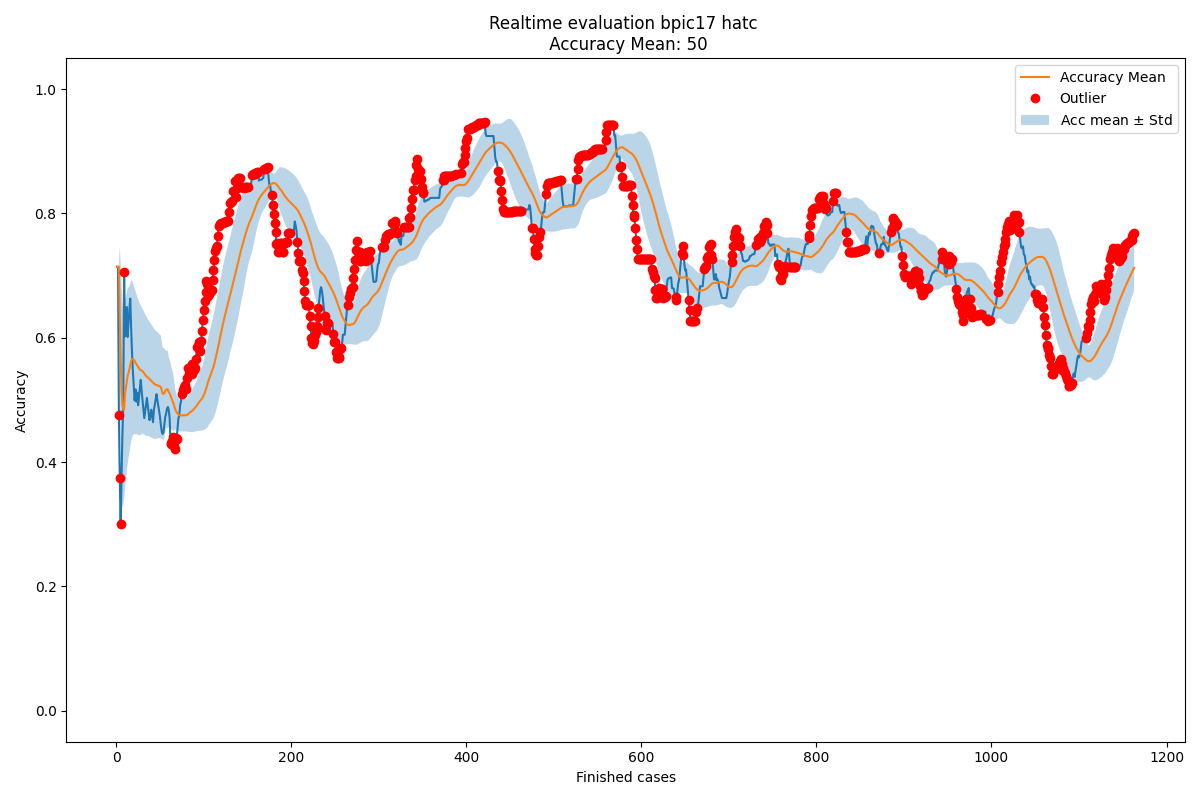 Realtime evaluation bpic17 hatc
Accuracy Mean: 50
Accuracy Mean
Outlier
Acc mean ± Std
Accuracy
1.0
0.8
0.6
0.4
0.2
0.0
0
200
400
600
800
1000
1200
Finished cases